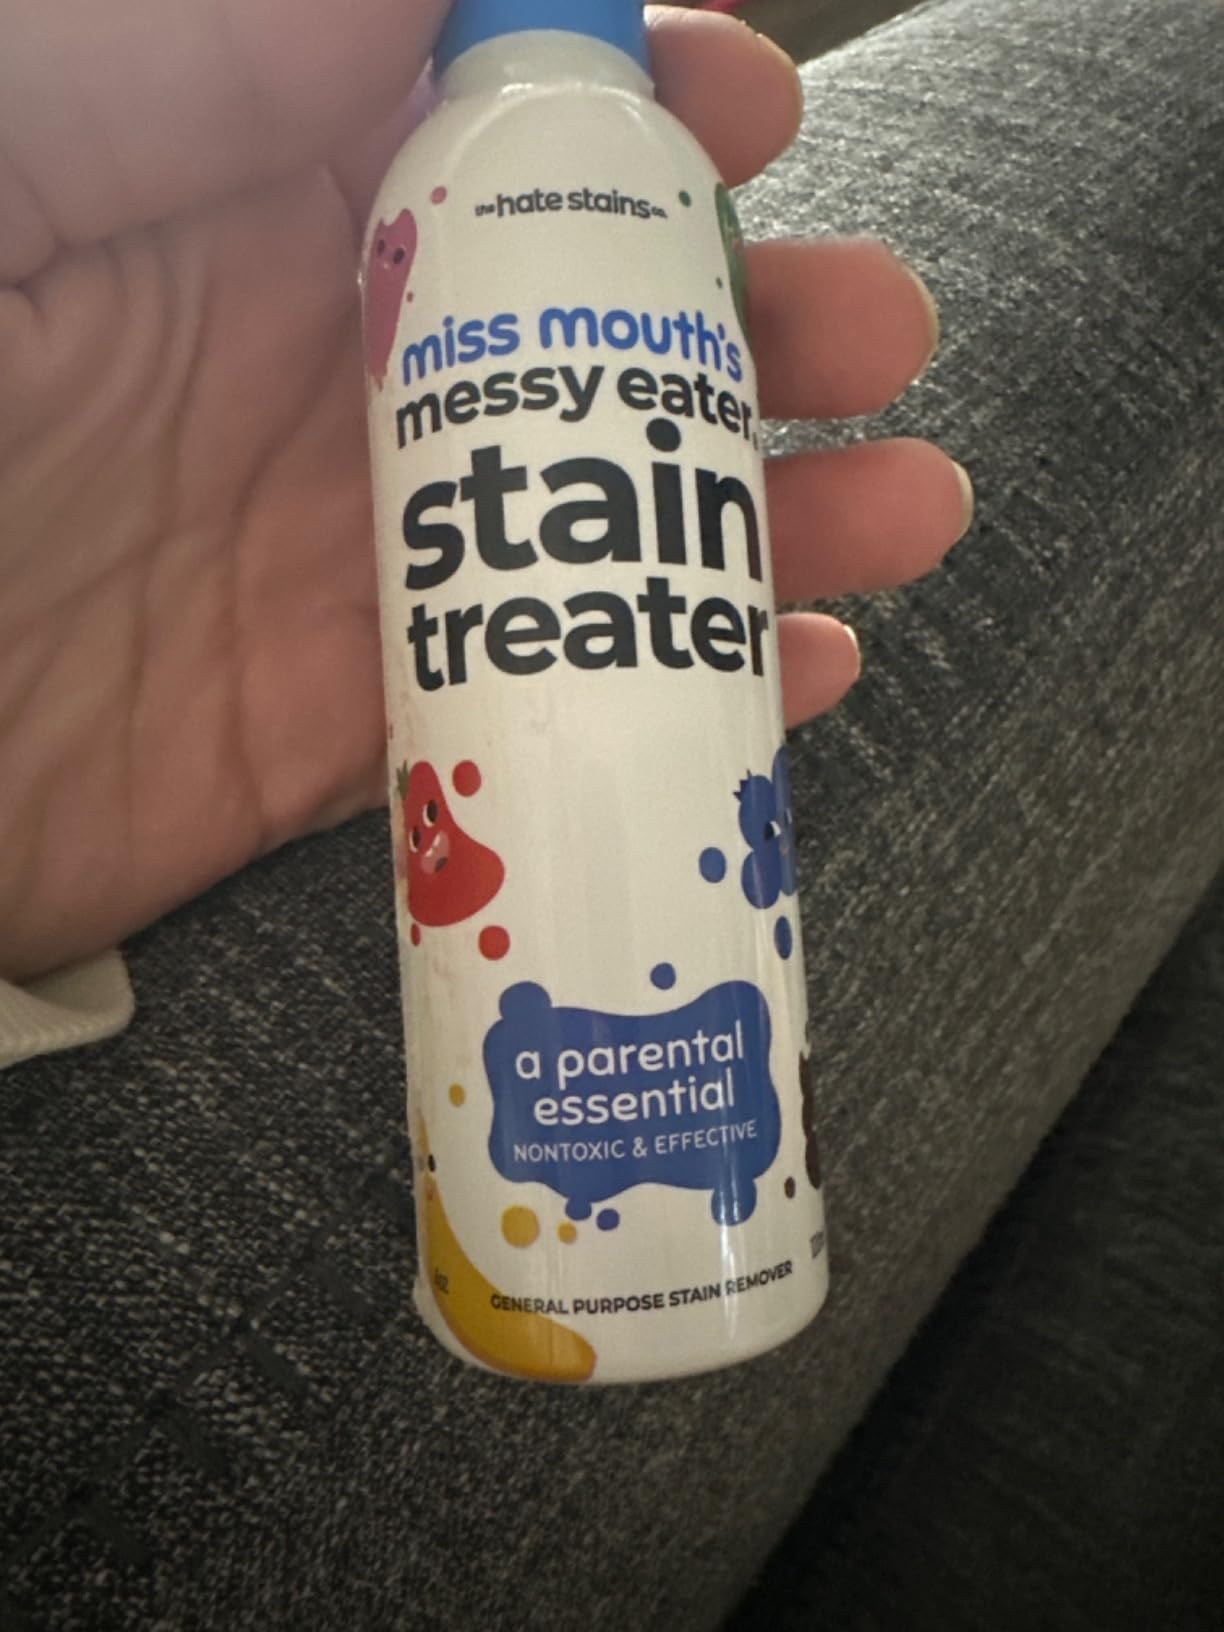 the hate stains co.
miss mouth's
messy eater.
stain
treater
a parental
essential
NONTOXIC & EFFECTIVE
GENERAL PURPOSE STAIN REMOVER